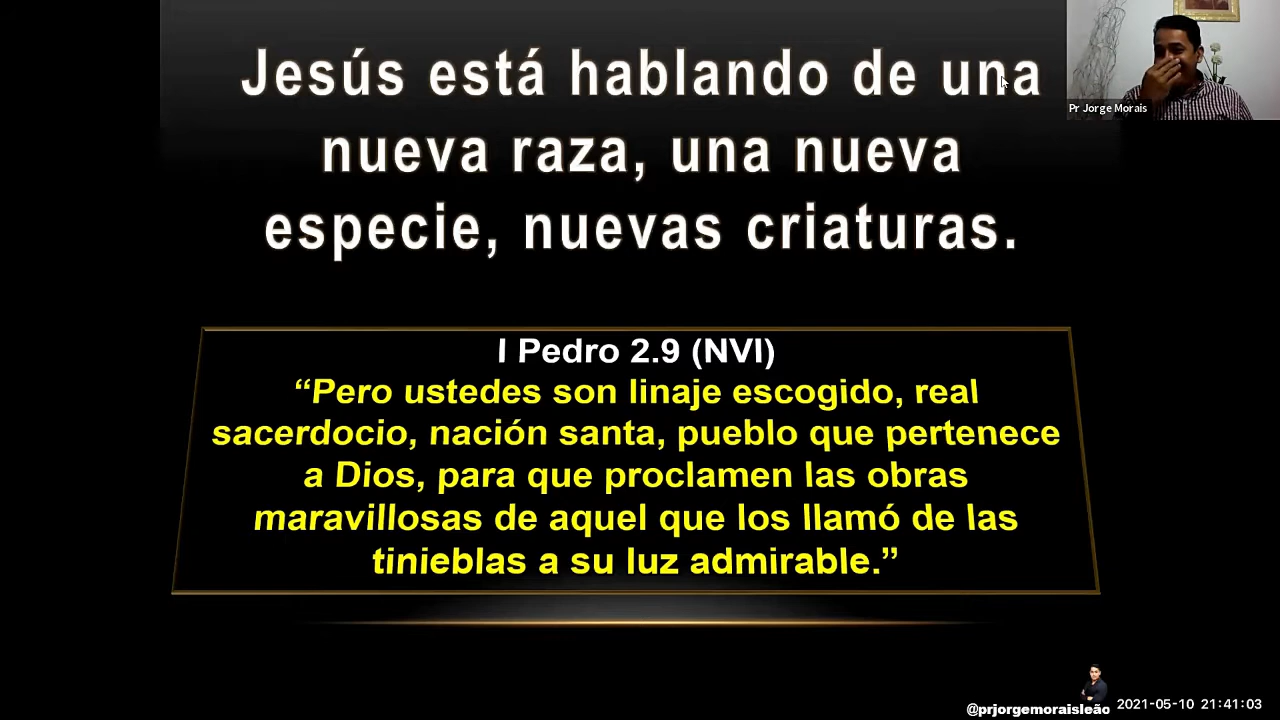 Jesús está hablando de una
nueva raza, una nueva
especie, nuevas criaturas.
Pr Jorge Morais
I Pedro 2.9 (NVI)
“Pero ustedes son linaje escogido, real
sacerdocio, nación santa, pueblo que pertenece
a Dios, para que proclamen las obras
maravillosas de aquel que los llamó de las
tinieblas a su luz admirable.”
@prjorgemoraisleão
2021-05-10 21:41:03